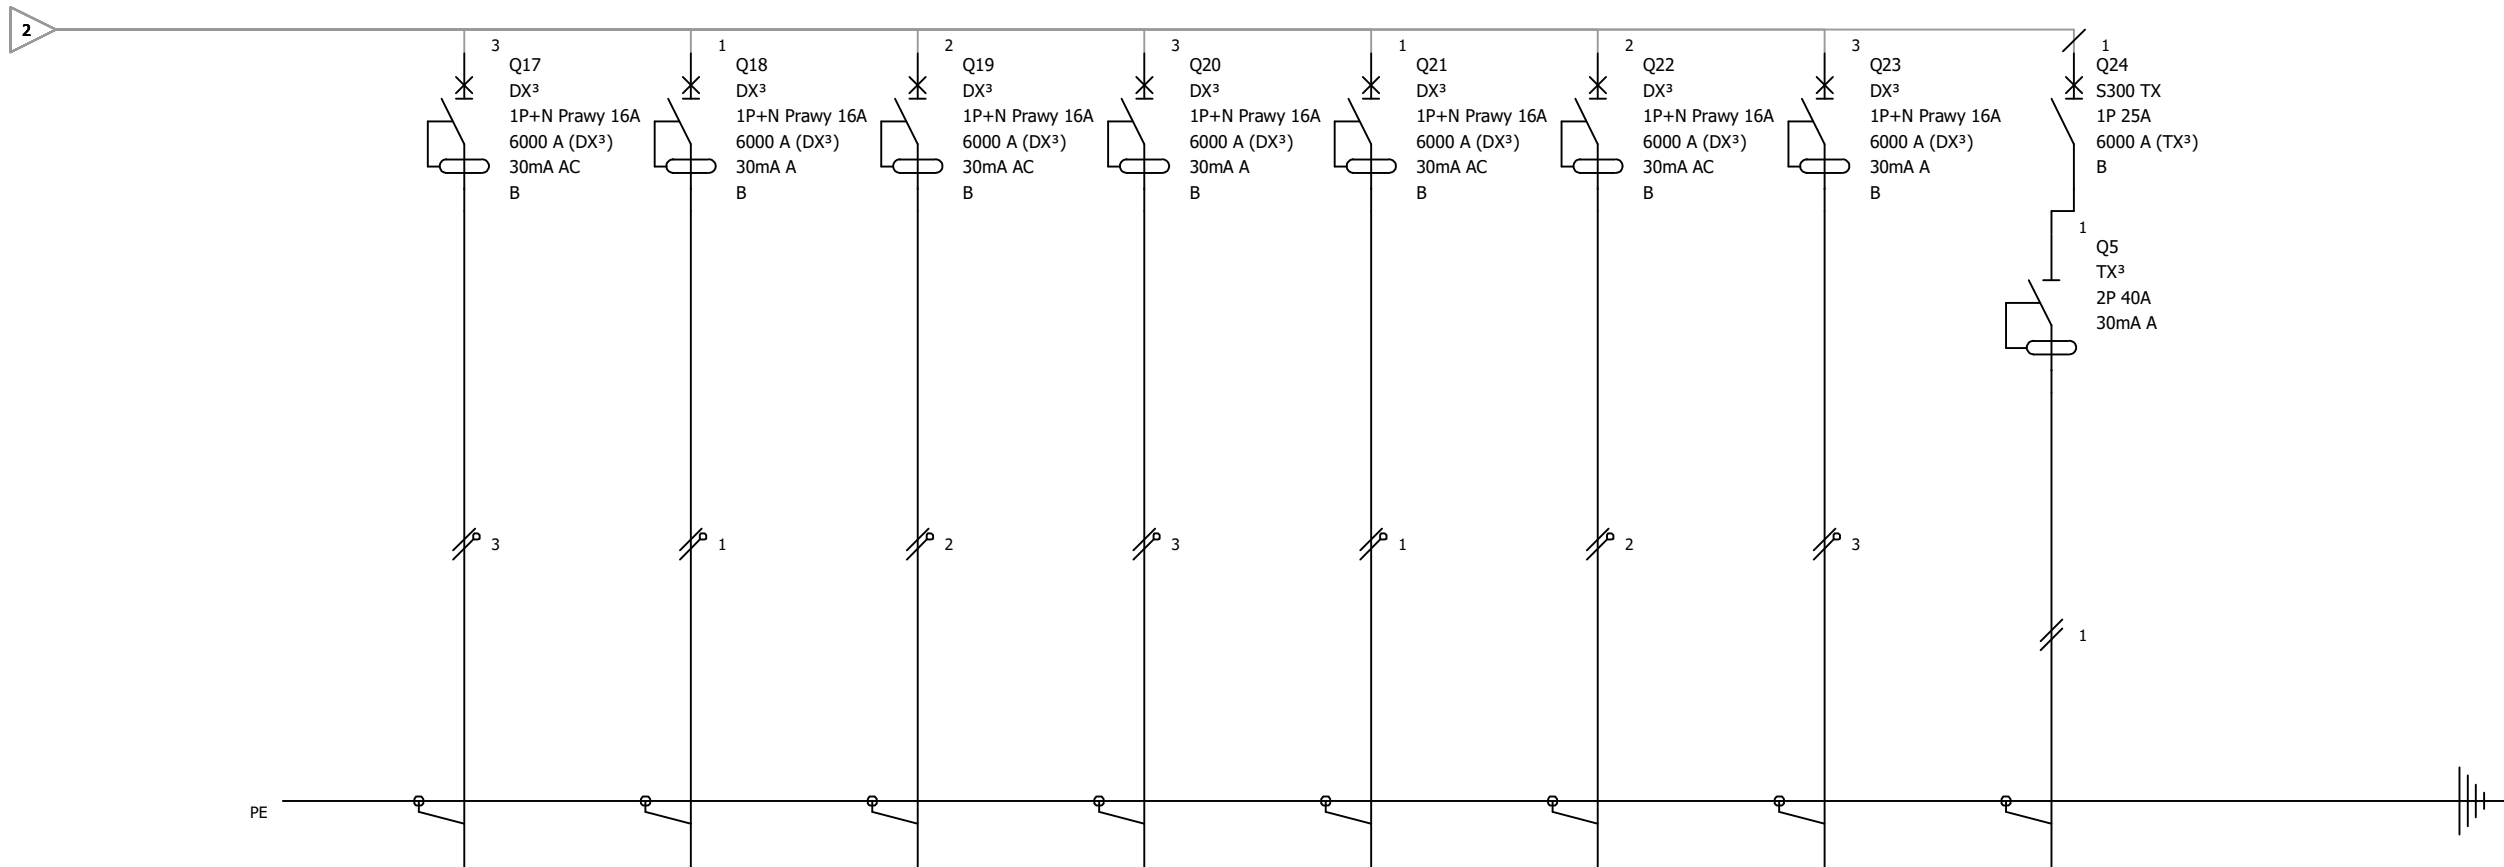 2
3
Q17
DX³
1P+N Prawy 16A
6000 A (DX³)
30mA AC
B
1
Q18
DX³
1P+N Prawy 16A
6000 A (DX³)
30mA A
B
2
Q19
DX³
1P+N Prawy 16A
6000 A (DX³)
30mA AC
B
3
Q20
DX³
1P+N Prawy 16A
6000 A (DX³)
30mA A
B
1
Q21
DX³
1P+N Prawy 16A
6000 A (DX³)
30mA AC
B
2
Q22
DX³
1P+N Prawy 16A
6000 A (DX³)
30mA AC
B
3
Q23
DX³
1P+N Prawy 16A
6000 A (DX³)
30mA A
B
1
Q24
S300 TX
1P 25A
6000 A (TX³)
B
1
Q5
TX³
2P 40A
30mA A
3
1
2
3
1
2
3
1
PE